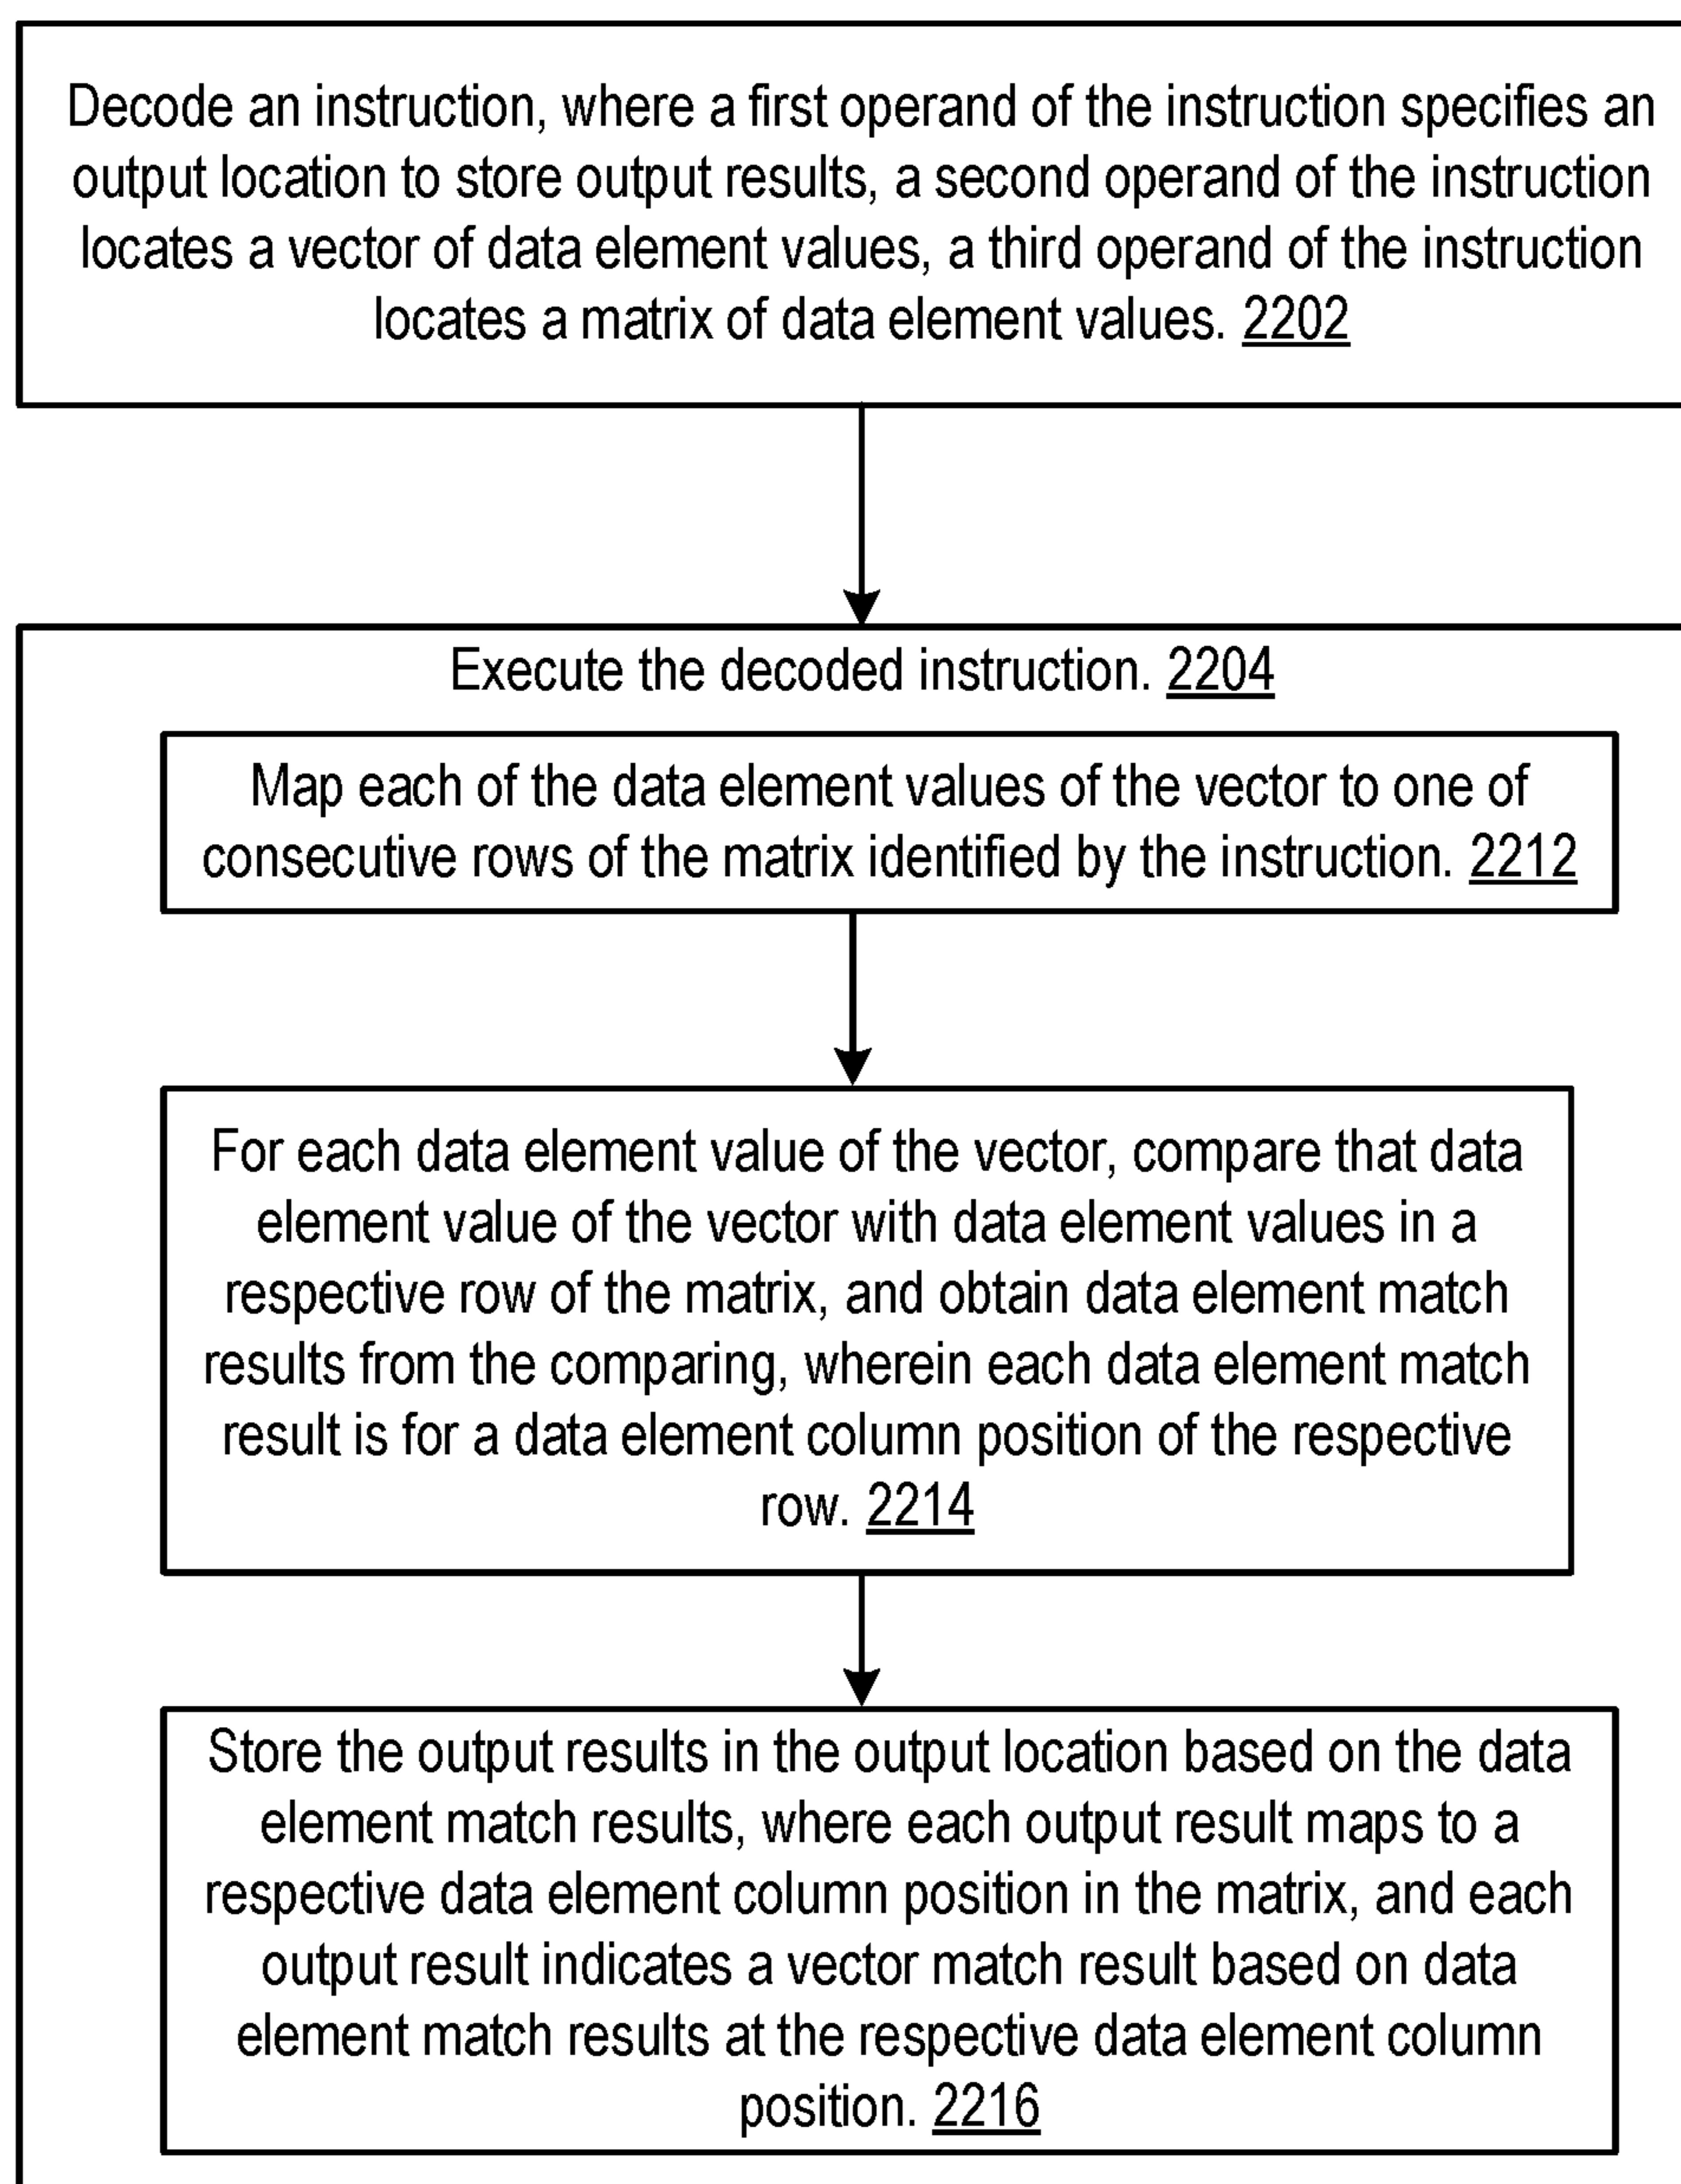 Decode an instruction, where a first operand of the instruction specifies an
output location to store output results, a second operand of the instruction
locates a vector of data element values, a third operand of the instruction
locates a matrix of data element values. 2202
Execute the decoded instruction. 2204
Map each of the data element values of the vector to one of
consecutive rows of the matrix identified by the instruction. 2212
For each data element value of the vector, compare that data
element value of the vector with data element values in a
respective row of the matrix, and obtain data element match
results from the comparing, wherein each data element match
result is for a data element column position of the respective
row. 2214
Store the output results in the output location based on the data
element match results, where each output result maps to a
respective data element column position in the matrix, and each
output result indicates a vector match result based on data
element match results at the respective data element column
position. 2216